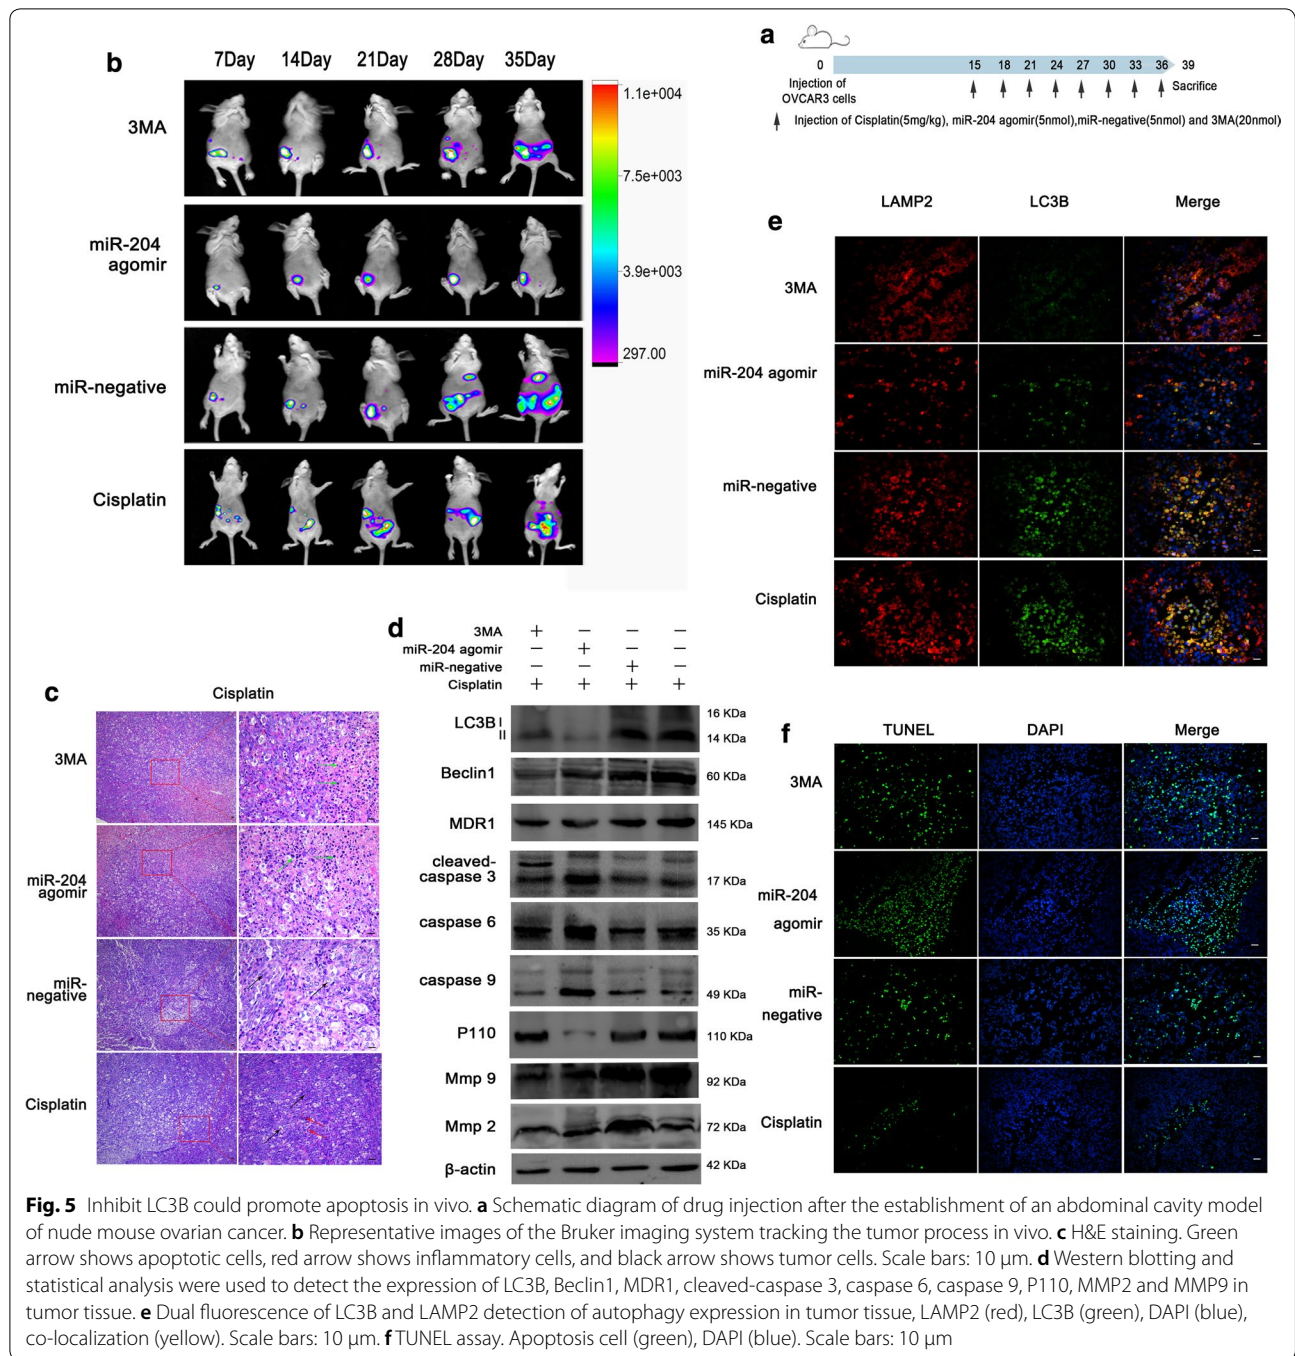 b
7Day 14Day 21Day 28Day 35Day
3MA
miR-204
agomir
miR-negative
Cisplatin
1.1e+004
7.5e+003
3.9e+003
297.00
a
0 15 18 21 24 27 30 33 36 39
Injection of
OVCAR3 cells
Sacrifice
Injection of Cisplatin(5mg/kg), miR-204 agomir(5nmol),miR-negative(5nmol) and 3MA(20nmol)
e
LAMP2 LC3B Merge
3MA
miR-204 agomir
miR-negative
Cisplatin
d
3MA + − − −
miR-204 agomir − + − −
miR-negative − − + −
Cisplatin + + + +
LC3B I
II
16 KDa
14 KDa
Beclin1 60 KDa
MDR1 145 KDa
cleaved-
caspase 3 17 KDa
caspase 6 35 KDa
caspase 9 49 KDa
P110 110 KDa
Mmp 9 92 KDa
Mmp 2 72 KDa
β-actin 42 KDa
c
Cisplatin
3MA
miR-204
agomir
miR-
negative
Cisplatin
f
TUNEL DAPI Merge
3MA
miR-204
agomir
miR-
negative
Cisplatin
Fig. 5 Inhibit LC3B could promote apoptosis in vivo. a Schematic diagram of drug injection after the establishment of an abdominal cavity model
of nude mouse ovarian cancer. b Representative images of the Bruker imaging system tracking the tumor process in vivo. c H&E staining. Green
arrow shows apoptotic cells, red arrow shows inflammatory cells, and black arrow shows tumor cells. Scale bars: 10 μm. d Western blotting and
statistical analysis were used to detect the expression of LC3B, Beclin1, MDR1, cleaved-caspase 3, caspase 6, caspase 9, P110, MMP2 and MMP9 in
tumor tissue. e Dual fluorescence of LC3B and LAMP2 detection of autophagy expression in tumor tissue, LAMP2 (red), LC3B (green), DAPI (blue),
co-localization (yellow). Scale bars: 10 μm. f TUNEL assay. Apoptosis cell (green), DAPI (blue). Scale bars: 10 μm